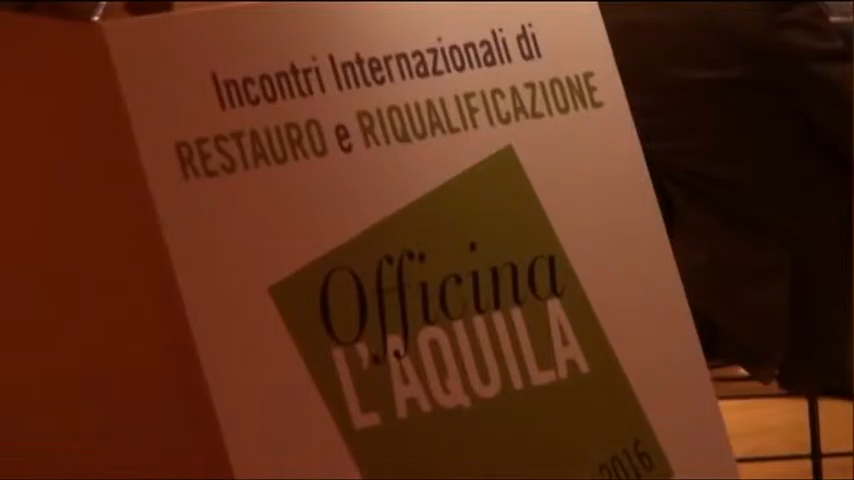 Incontri Internazionali di
RESTAURO e RIQUALIFICAZIONE
Officina
L'AQUILA
2016